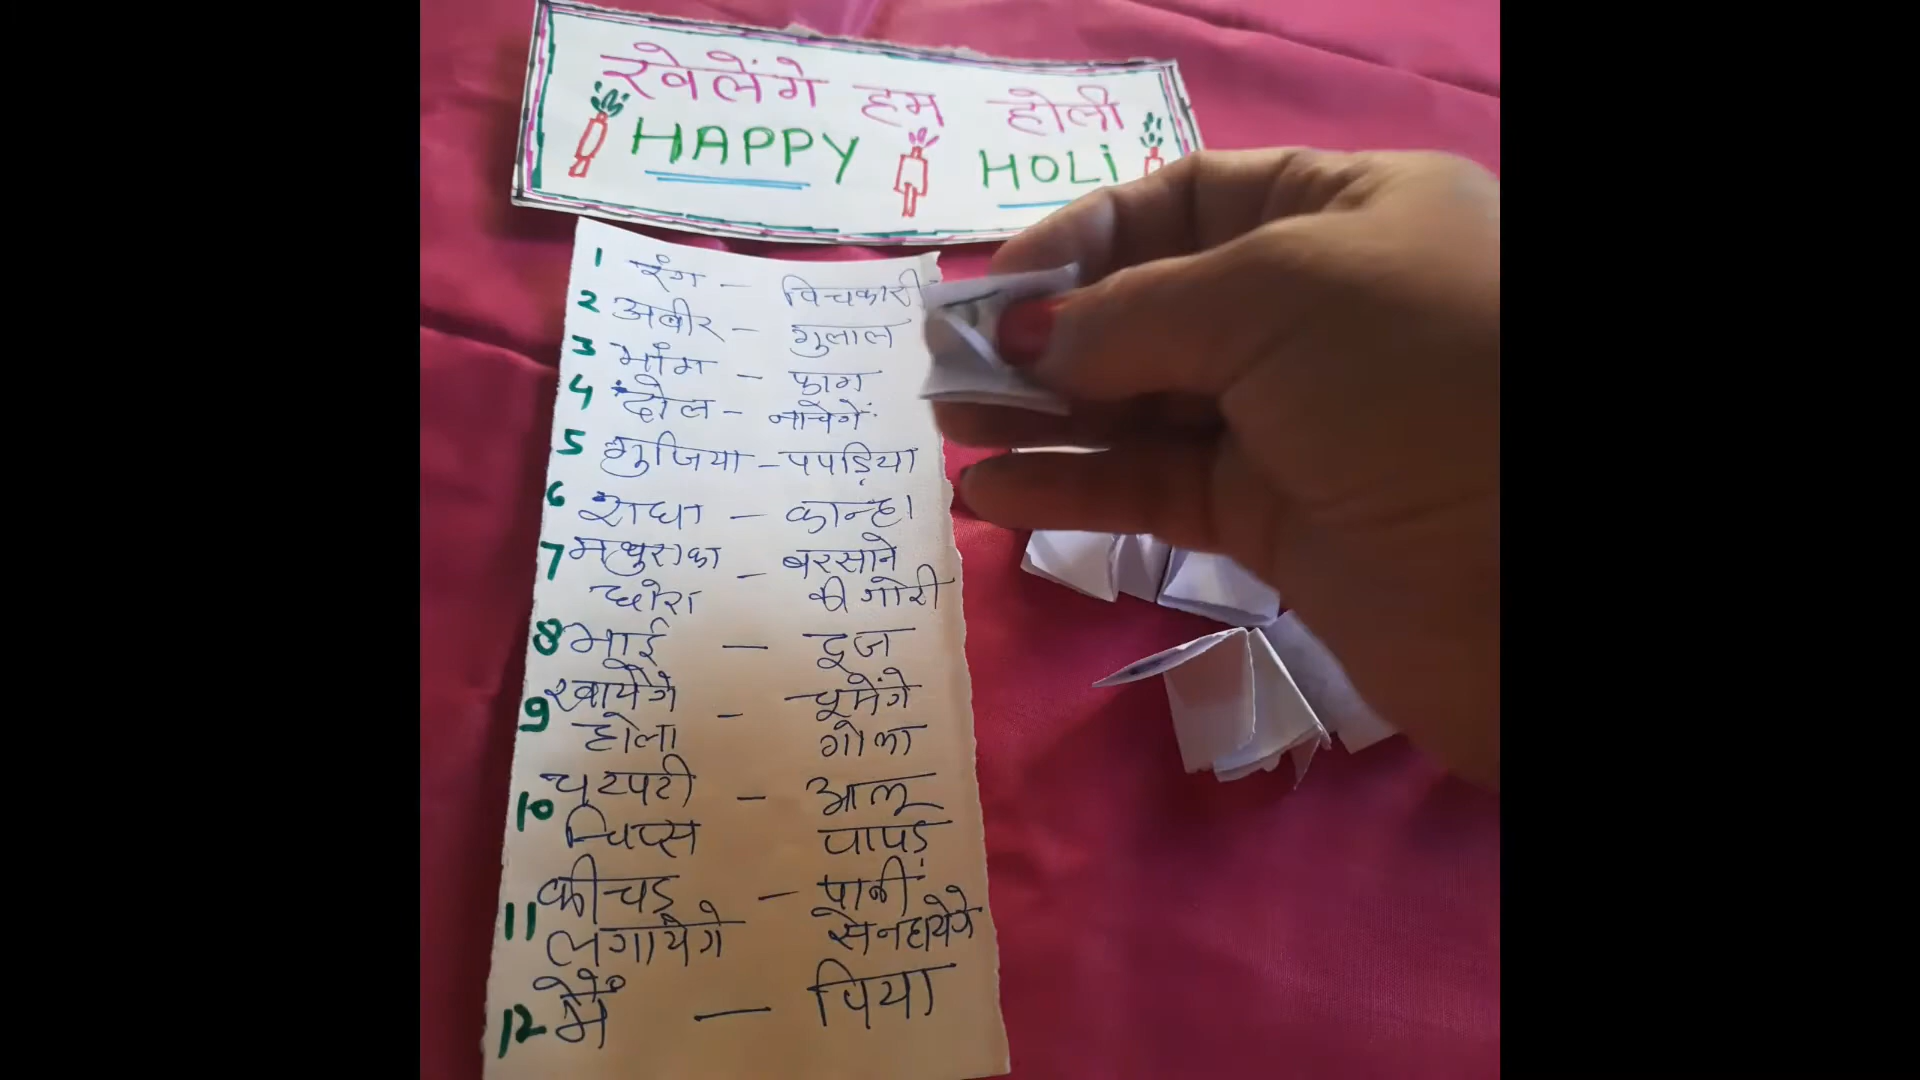 खेलेंगे हम होली
HAPPY HOLI
1 रंग - पिचकारी
2 अबीर - गुलाल
3 भांग - फाग
4 ढोल - नाचेगें
5 गुजिया - पपड़िया
6 राधा - कान्हा
7 मथुरा का - बरसाने
छोरा की गोरी
8 भाई - दूज
9 खायेंगे - घूमेंगे
होला गोला
10 चटपटी - आलू
चिप्स पापड़
11 कीचड़ - पानी
लगायेगे से नहायेगे
12 मैं - पिया